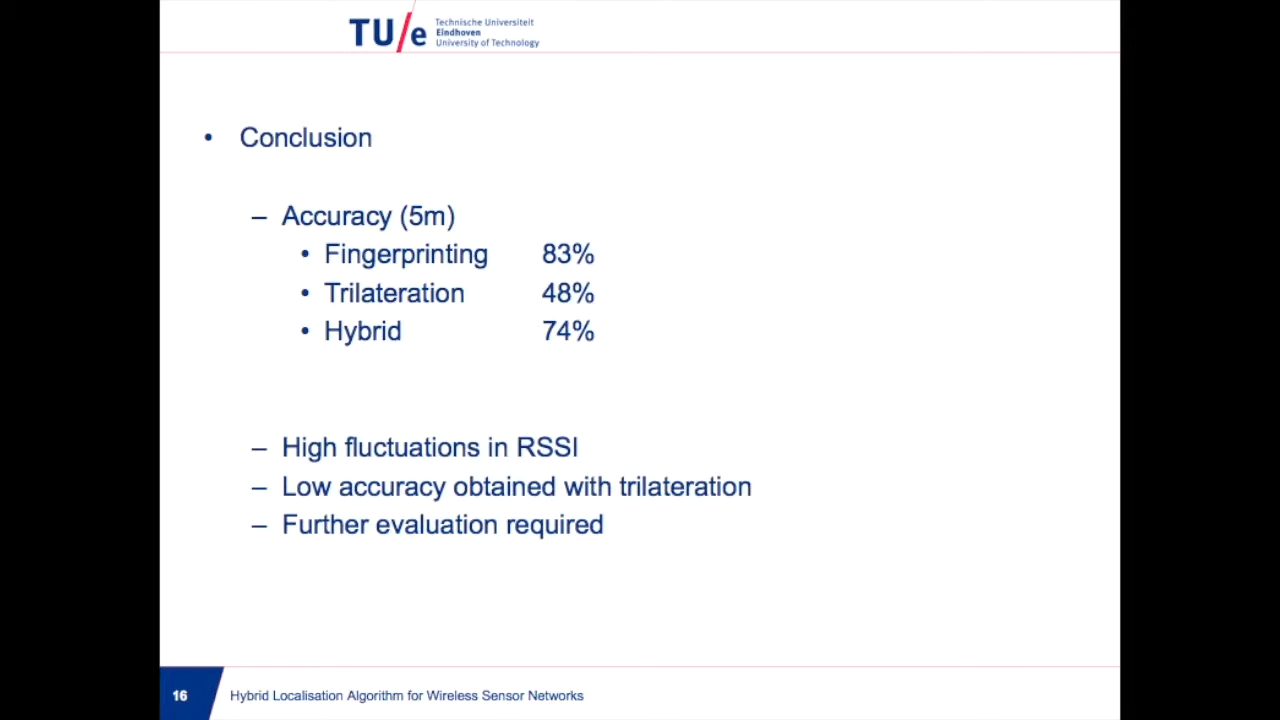 TU/e
Technische Universiteit
Eindhoven
University of Technology
• Conclusion
– Accuracy (5m)
• Fingerprinting 83%
• Trilateration 48%
• Hybrid 74%
– High fluctuations in RSSI
– Low accuracy obtained with trilateration
– Further evaluation required
16 Hybrid Localisation Algorithm for Wireless Sensor Networks